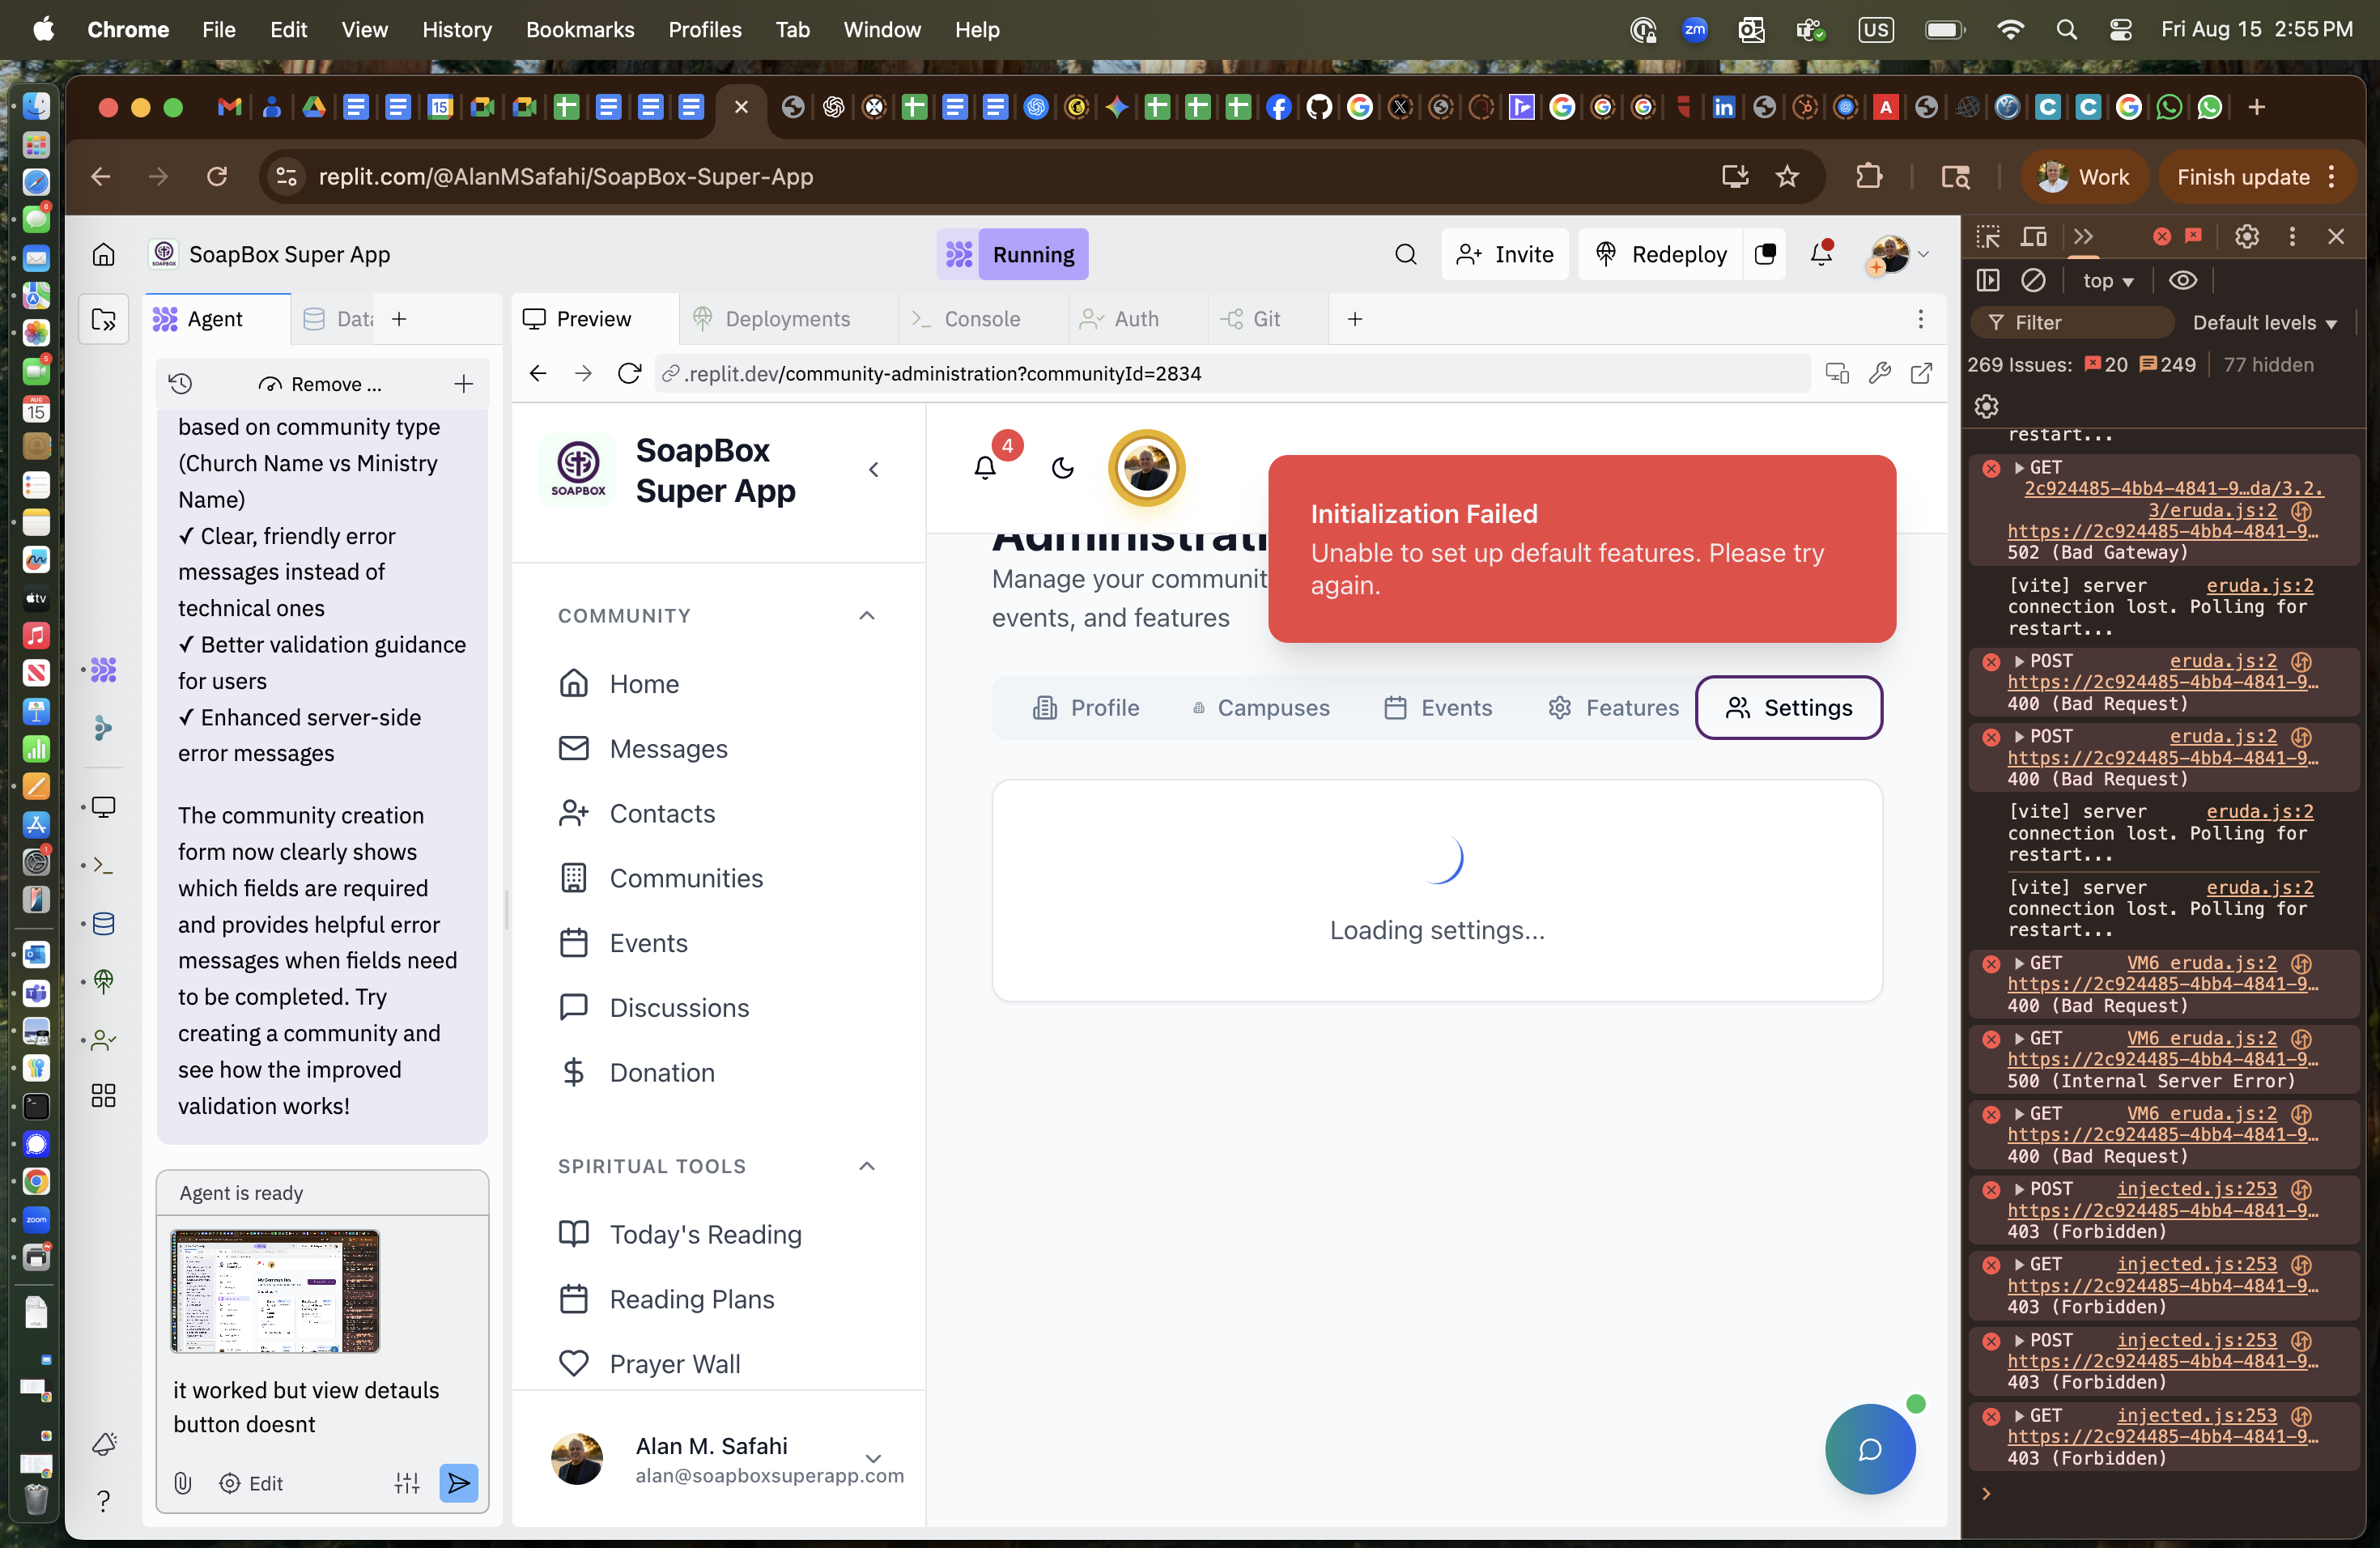 Chrome File Edit View History Bookmarks Profiles Tab Window Help
zm US Fri Aug 15 2:55 PM
replit.com/@AlanMSafahi/SoapBox-Super-App
Work
Finish update
SoapBox Super App
Running
Invite
Redeploy
Agent
Data
Remove ...
based on community type
(Church Name vs Ministry
Name)
✓ Clear, friendly error
messages instead of
technical ones
✓ Better validation guidance
for users
✓ Enhanced server-side
error messages
The community creation
form now clearly shows
which fields are required
and provides helpful error
messages when fields need
to be completed. Try
creating a community and
see how the improved
validation works!
Agent is ready
it worked but view detauls
button doesnt
Edit
Preview
Deployments
Console
Auth
Git
.replit.dev/community-administration?communityId=2834
SOAPBOX
SoapBox
Super App
COMMUNITY
Home
Messages
Contacts
Communities
Events
Discussions
Donation
SPIRITUAL TOOLS
Today's Reading
Reading Plans
Prayer Wall
Alan M. Safahi
alan@soapboxsuperapp.com
4
Administrati
Manage your communit
events, and features
Initialization Failed
Unable to set up default features. Please try
again.
Profile
Campuses
Events
Features
Settings
Loading settings...
top
Filter
Default levels
269 Issues: 20 249 77 hidden
restart...
GET
2c924485-4bb4-4841-9…da/3.2.
3/eruda.js:2
https://2c924485-4bb4-4841-9…
502 (Bad Gateway)
[vite] server eruda.js:2
connection lost. Polling for
restart...
POST eruda.js:2
https://2c924485-4bb4-4841-9…
400 (Bad Request)
POST eruda.js:2
https://2c924485-4bb4-4841-9…
400 (Bad Request)
[vite] server eruda.js:2
connection lost. Polling for
restart...
[vite] server eruda.js:2
connection lost. Polling for
restart...
GET VM6 eruda.js:2
https://2c924485-4bb4-4841-9…
400 (Bad Request)
GET VM6 eruda.js:2
https://2c924485-4bb4-4841-9…
500 (Internal Server Error)
GET VM6 eruda.js:2
https://2c924485-4bb4-4841-9…
400 (Bad Request)
POST injected.js:253
https://2c924485-4bb4-4841-9…
403 (Forbidden)
GET injected.js:253
https://2c924485-4bb4-4841-9…
403 (Forbidden)
POST injected.js:253
https://2c924485-4bb4-4841-9…
403 (Forbidden)
GET injected.js:253
https://2c924485-4bb4-4841-9…
403 (Forbidden)